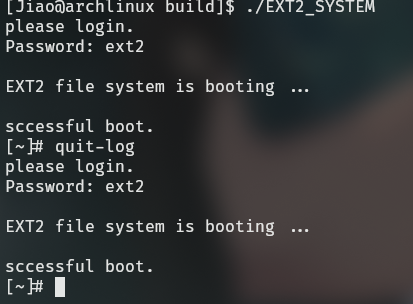 [Jiao@archlinux build]$ ./EXT2_SYSTEM
please login.
Password: ext2
EXT2 file system is booting ...
sccessful boot.
[~]# quit-log
please login.
Password: ext2
EXT2 file system is booting ...
sccessful boot.
[~]#